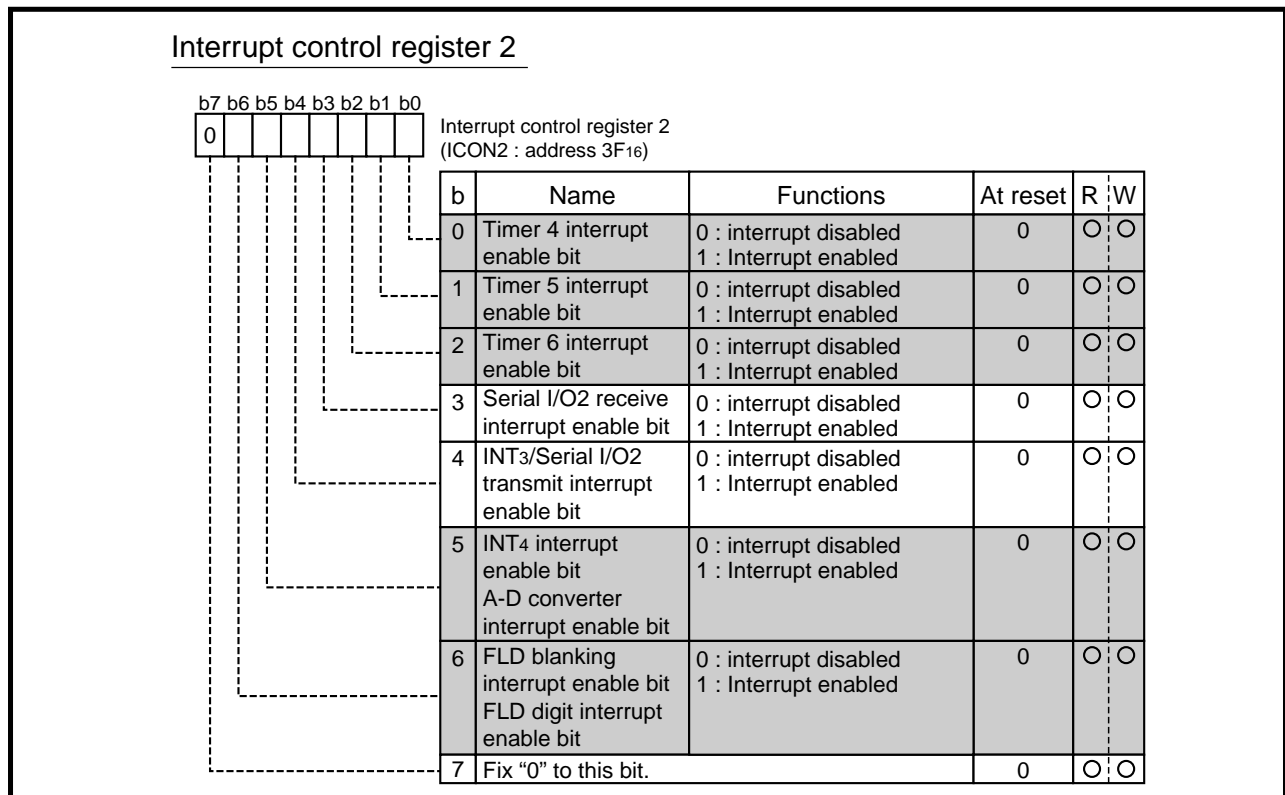 Interrupt control register 2
b7 b6 b5 b4 b3 b2 b1 b0
0
Interrupt control register 2
(ICON2 : address 3F16)
b Name Functions At reset R W
0 Timer 4 interrupt 0 : interrupt disabled 0 O O
enable bit 1 : Interrupt enabled
1 Timer 5 interrupt 0 : interrupt disabled 0 O O
enable bit 1 : Interrupt enabled
2 Timer 6 interrupt 0 : interrupt disabled 0 O O
enable bit 1 : Interrupt enabled
3 Serial I/O2 receive 0 : interrupt disabled 0 O O
interrupt enable bit 1 : Interrupt enabled
4 INT3/Serial I/O2 0 : interrupt disabled 0 O O
transmit interrupt 1 : Interrupt enabled
enable bit
5 INT4 interrupt 0 : interrupt disabled 0 O O
enable bit 1 : Interrupt enabled
A-D converter
interrupt enable bit
6 FLD blanking 0 : interrupt disabled 0 O O
interrupt enable bit 1 : Interrupt enabled
FLD digit interrupt
enable bit
7 Fix “0” to this bit. 0 O O